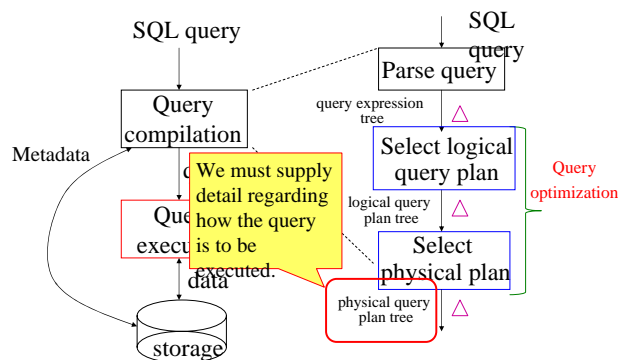 SQL query
Query
compilation
Metadata
data
storage
We must supply
detail regarding
how the query
is to be
executed.
SQL
query
Parse query
query expression
tree
Select logical
query plan
logical query
plan tree
Select
physical plan
physical query
plan tree
Query
optimization